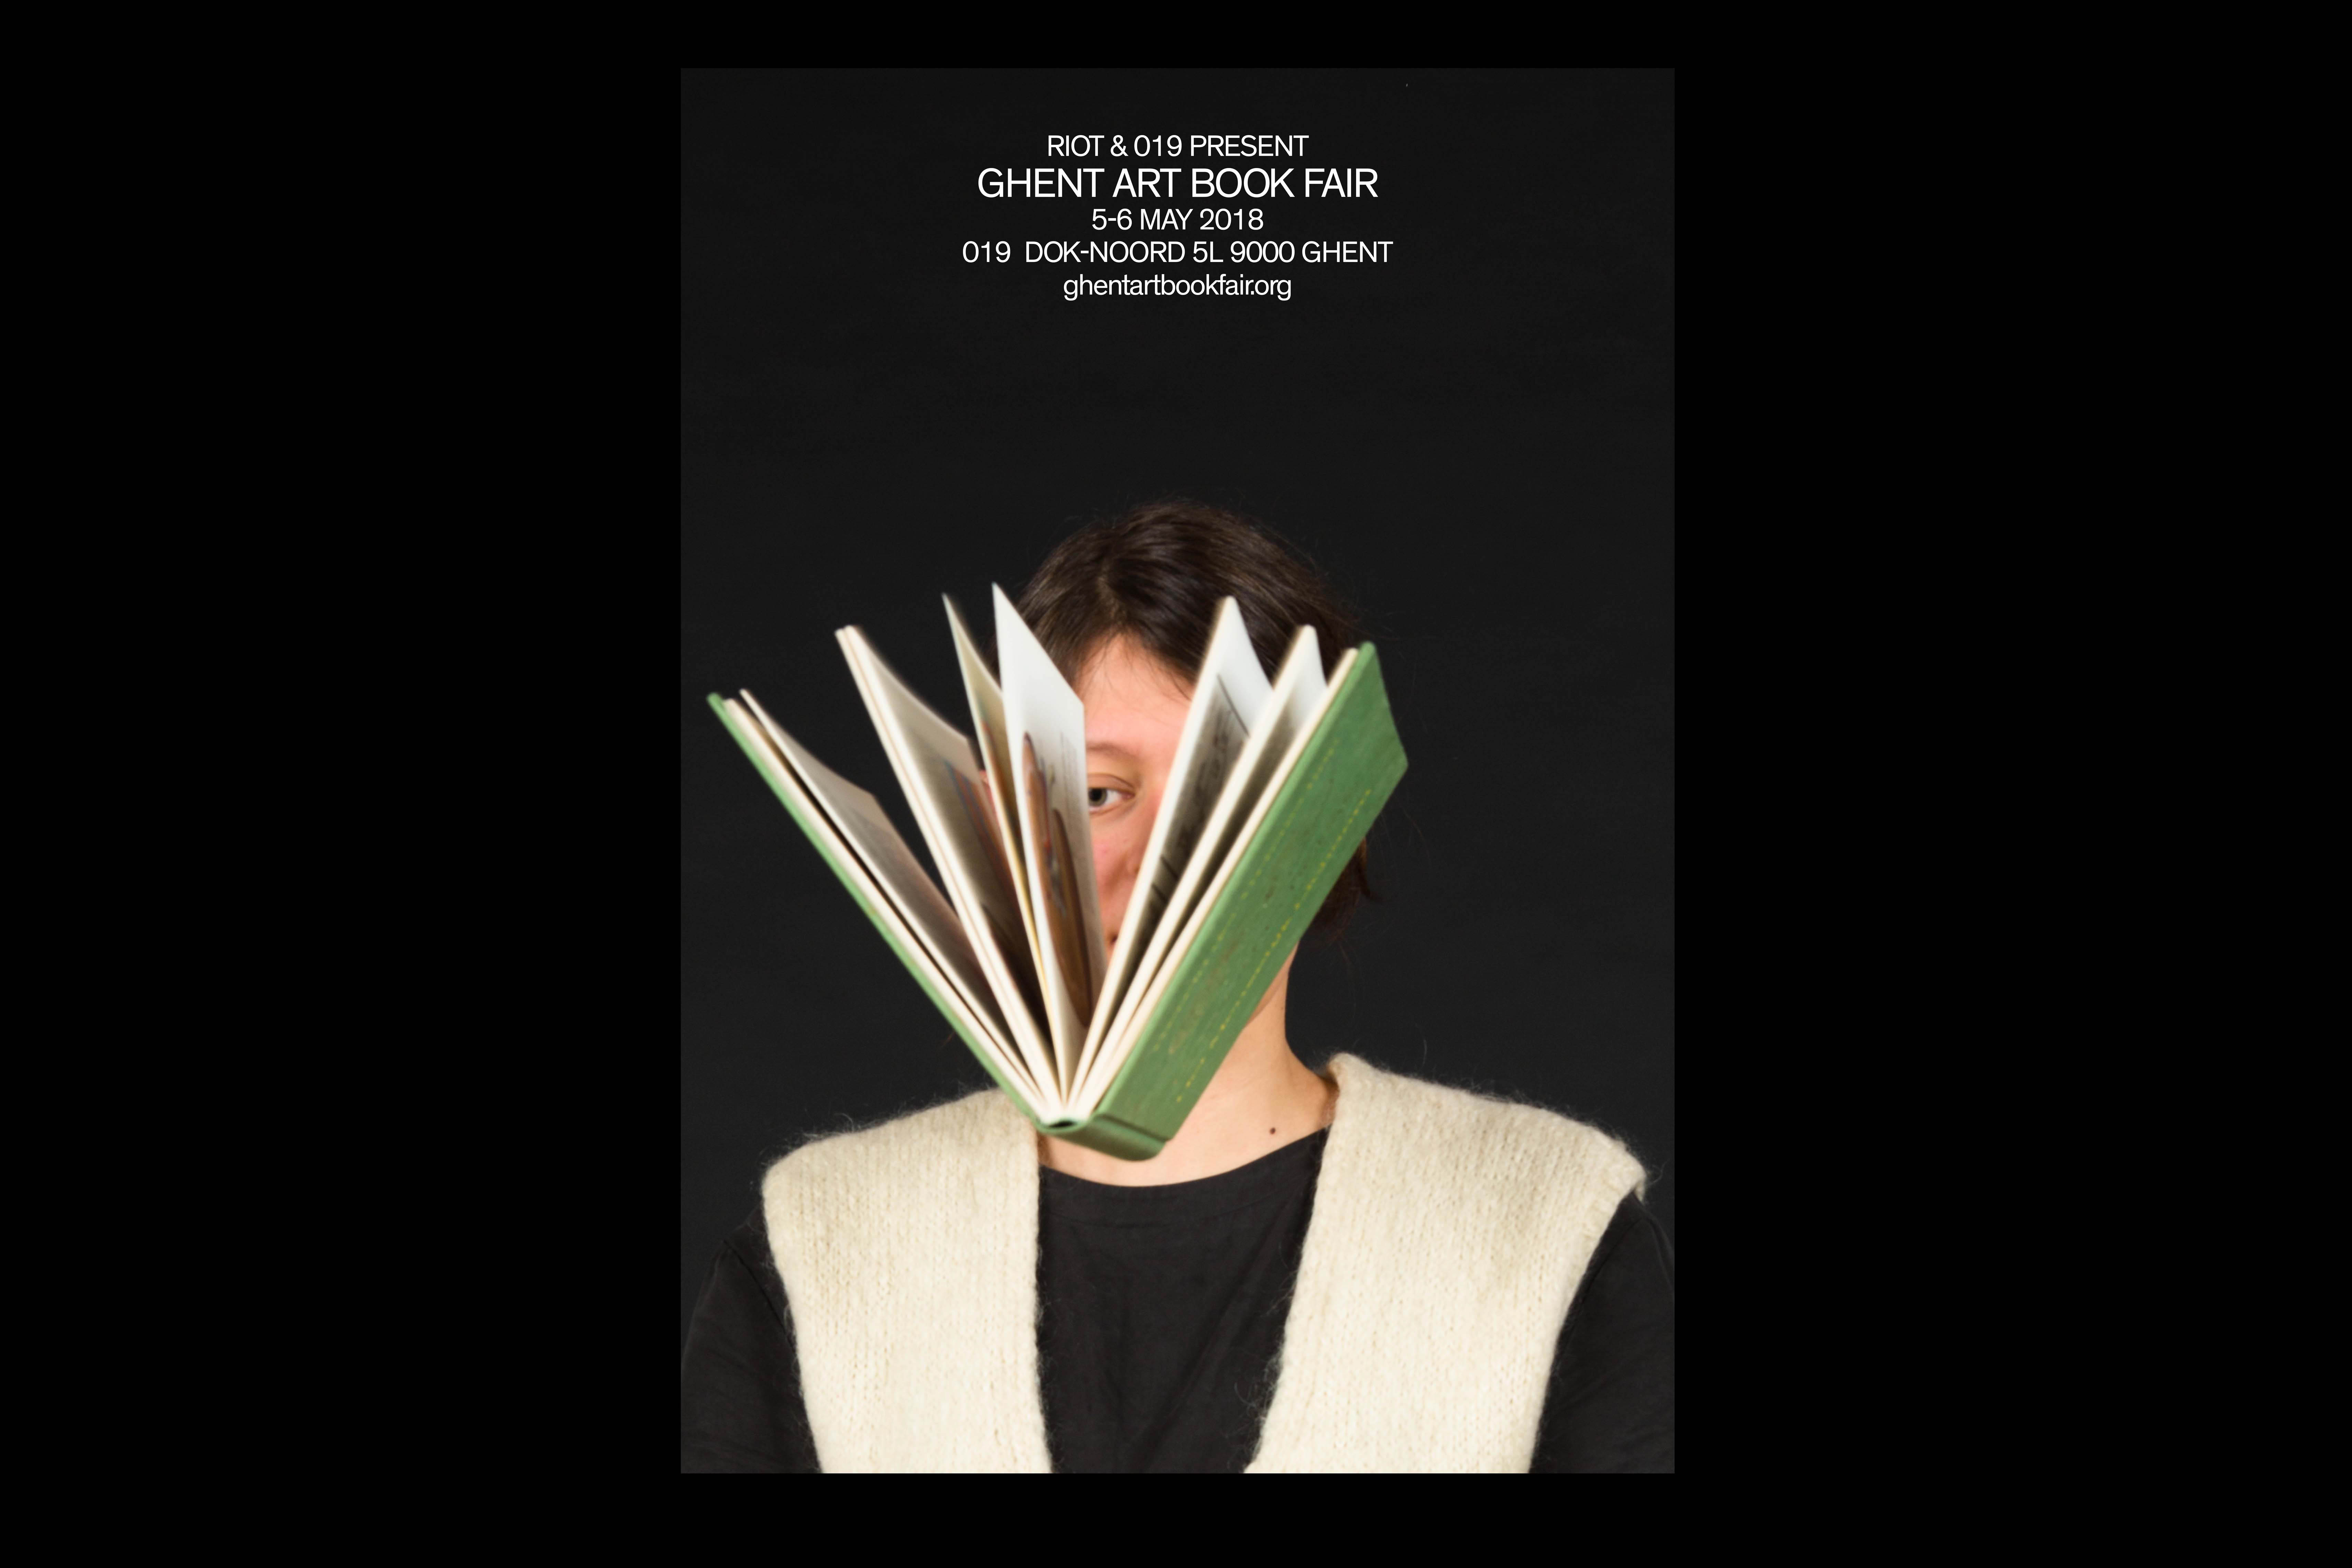 RIOT & 019 PRESENT
GHENT ART BOOK FAIR
5-6 MAY 2018
019 DOK-NOORD 5L 9000 GHENT
ghentartbookfair.org